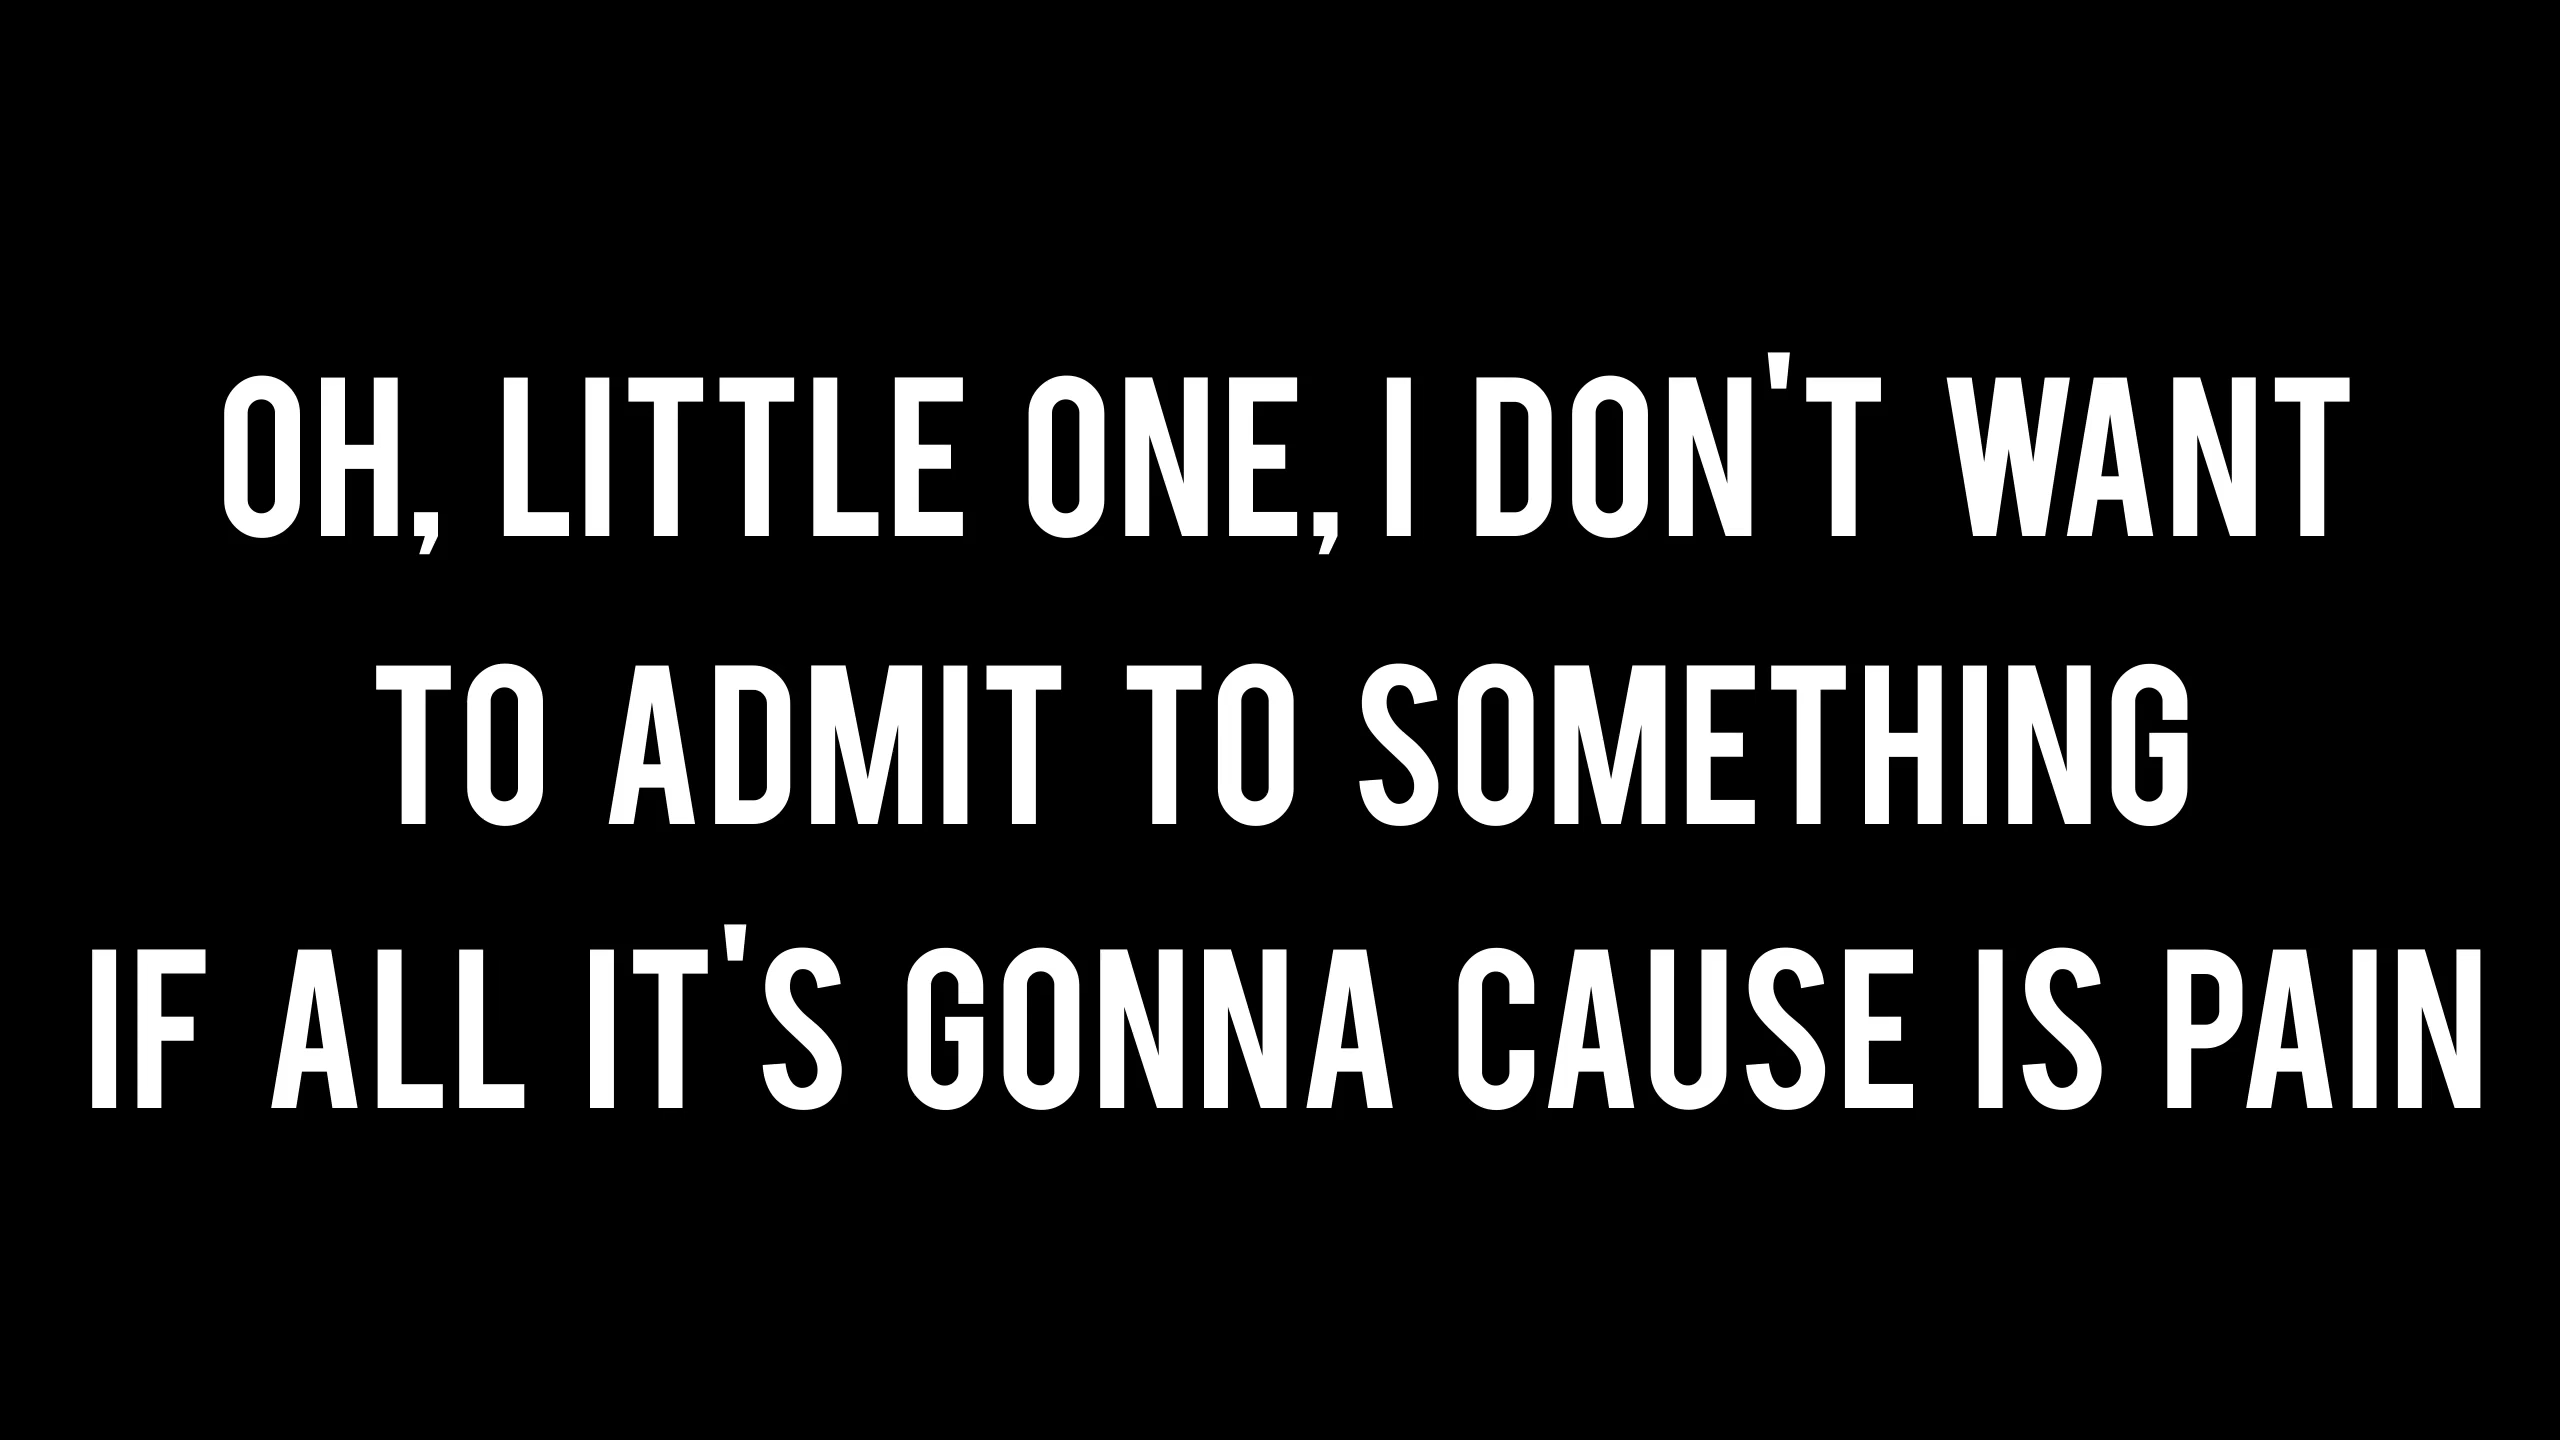 OH, LITTLE ONE, I DON'T WANT
TO ADMIT TO SOMETHING
IF ALL IT'S GONNA CAUSE IS PAIN